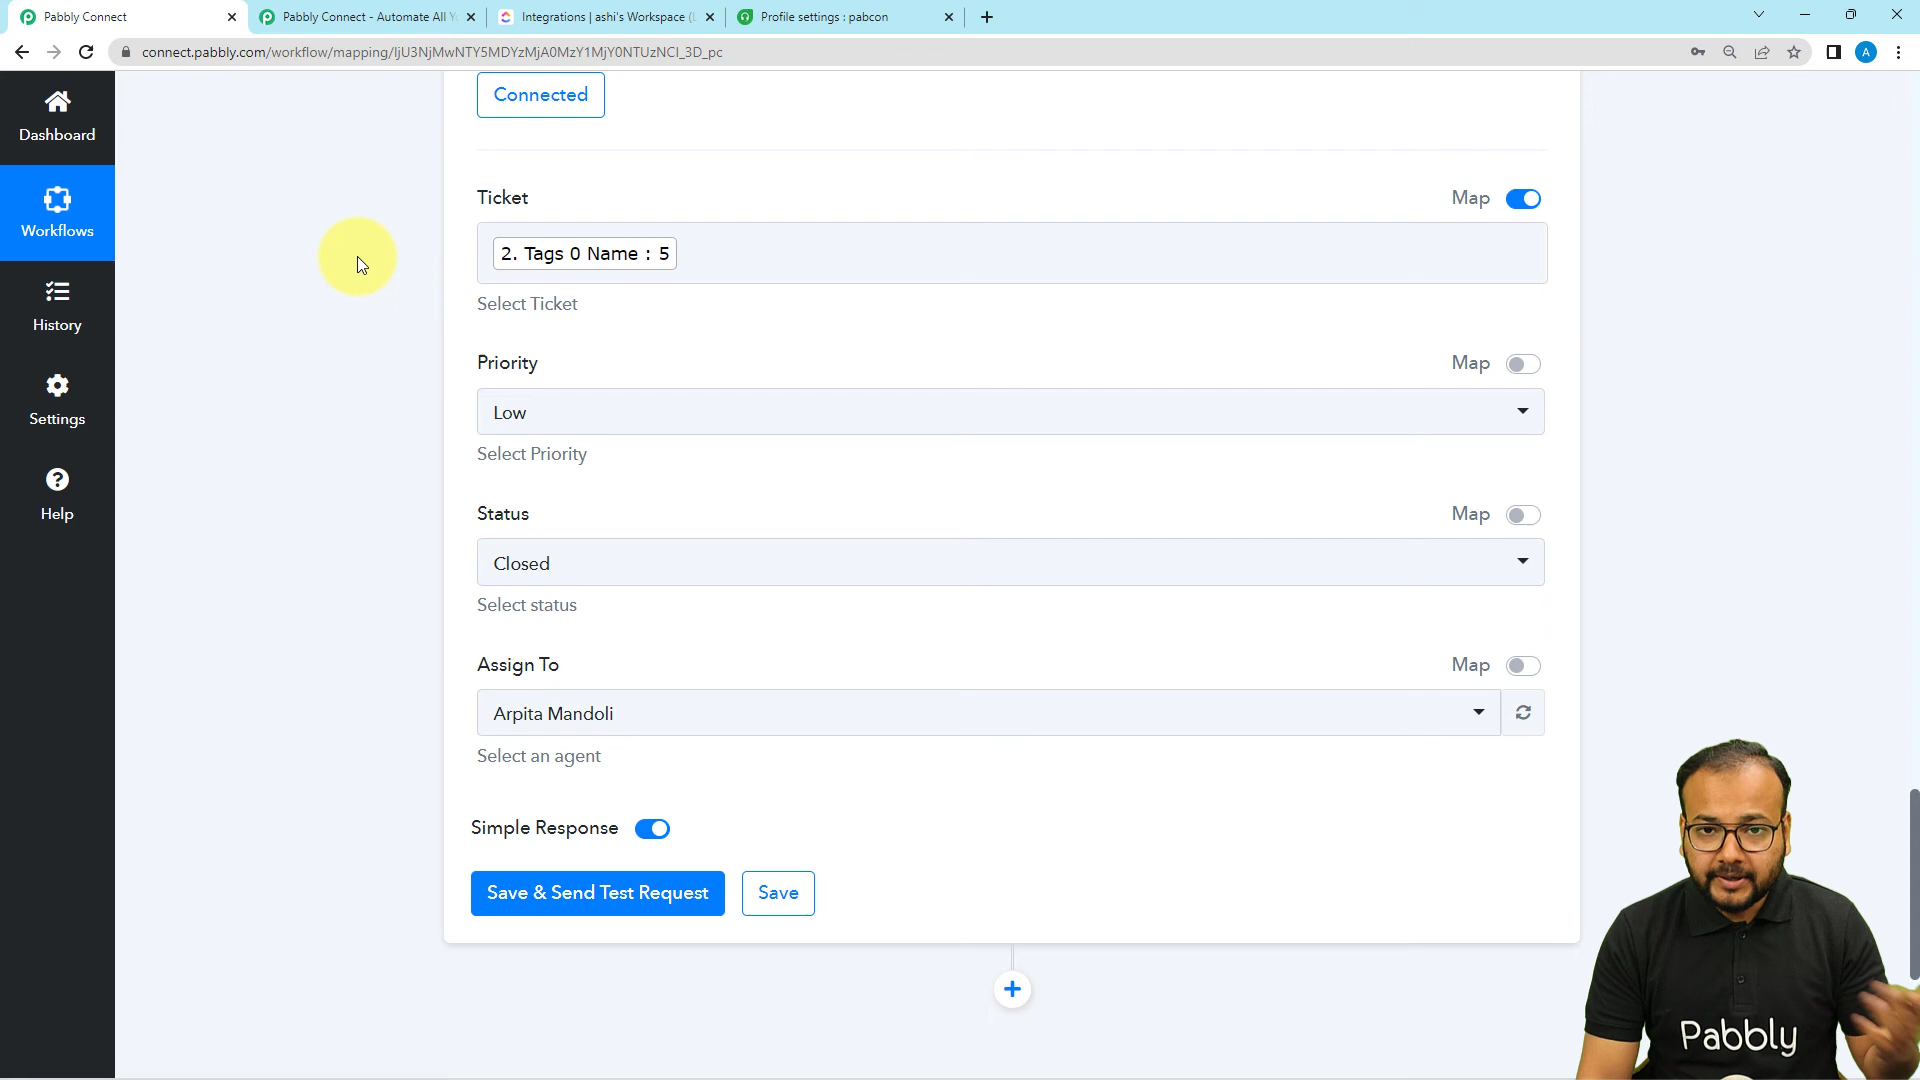 Pabbly Connect
Pabbly Connect - Automate All Y
Integrations | ashi's Workspace (
Profile settings : pabcon
connect.pabbly.com/workflow/mapping/IjU3NjMwNTY5MDYzMjA0MzY1MjY0NTUzNCI_3D_pc
A
Dashboard
Workflows
History
Settings
Help
Connected
Ticket
Map
2. Tags 0 Name : 5
Select Ticket
Priority
Map
Low
Select Priority
Status
Map
Closed
Select status
Assign To
Map
Arpita Mandoli
Select an agent
Simple Response
Save & Send Test Request
Save
Pabbly